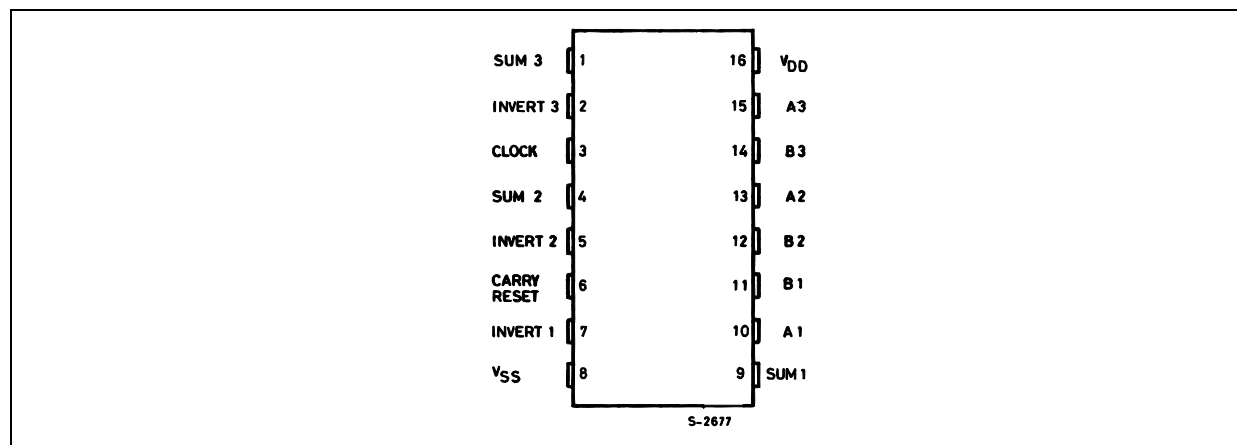 SUM 3 1 16 VDD
INVERT 3 2 15 A3
CLOCK 3 14 B3
SUM 2 4 13 A2
INVERT 2 5 12 B2
CARRY RESET 6 11 B1
INVERT 1 7 10 A1
VSS 8 9 SUM 1
S-2677